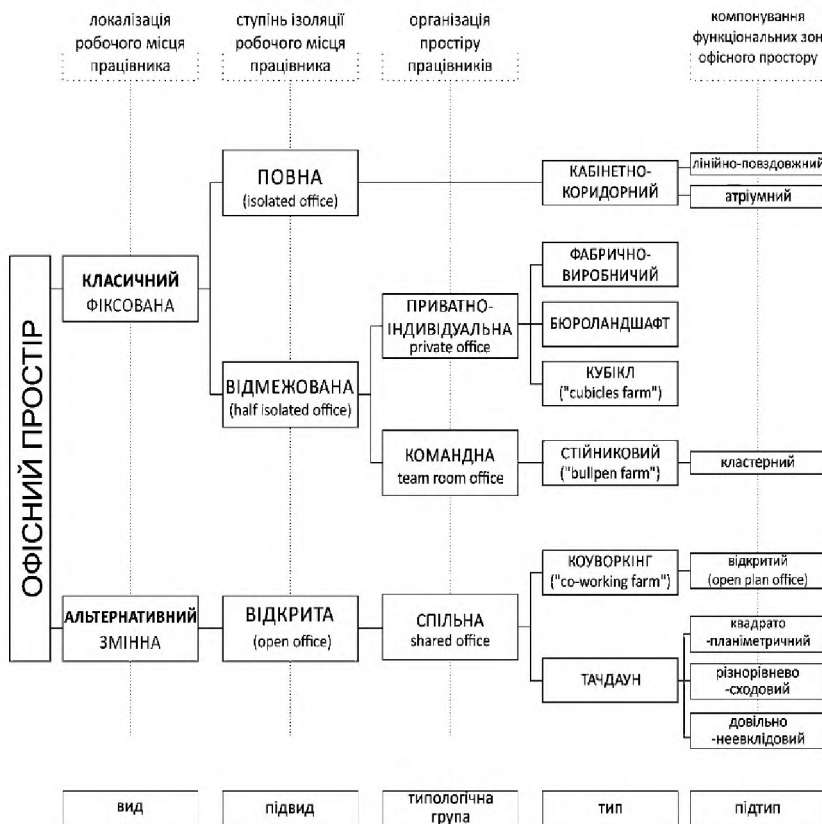 локалізація
робочого місця
працівника
ступінь ізоляції
робочого місця
працівника
організація
простіру
працівників
компонування
функціональних зон
офісного простору
ОФІСНИЙ ПРОСТІР
КЛАСИЧНИЙ
ФІКСОВАНА
АЛЬТЕРНАТИВНИЙ
ЗМІННА
ПОВНА
(isolated office)
ВІДМЕЖОВАНА
(half isolated office)
ВІДКРИТА
(open office)
ПРИВАТНО-
ІНДИВІДУАЛЬНА
private office
КОМАНДНА
team room office
СПІЛЬНА
shared office
КАБІНЕТНО-
КОРИДОРНИЙ
ФАБРИЧНО-
ВИРОБНИЧИЙ
БЮРОЛАНДШАФТ
КУБІКЛ
("cubicles farm")
СТІЙНИКОВИЙ
("bullpen farm")
КОУВОРКІНГ
("co-working farm")
ТАЧДАУН
лінійно-повздовжний
атріумний
кластерний
відкритий
(open plan office)
квадрато
-планіметричний
різнорівнево
-сходовий
довільно
-неевклідовий
вид
підвид
типологічна
група
тип
підтип